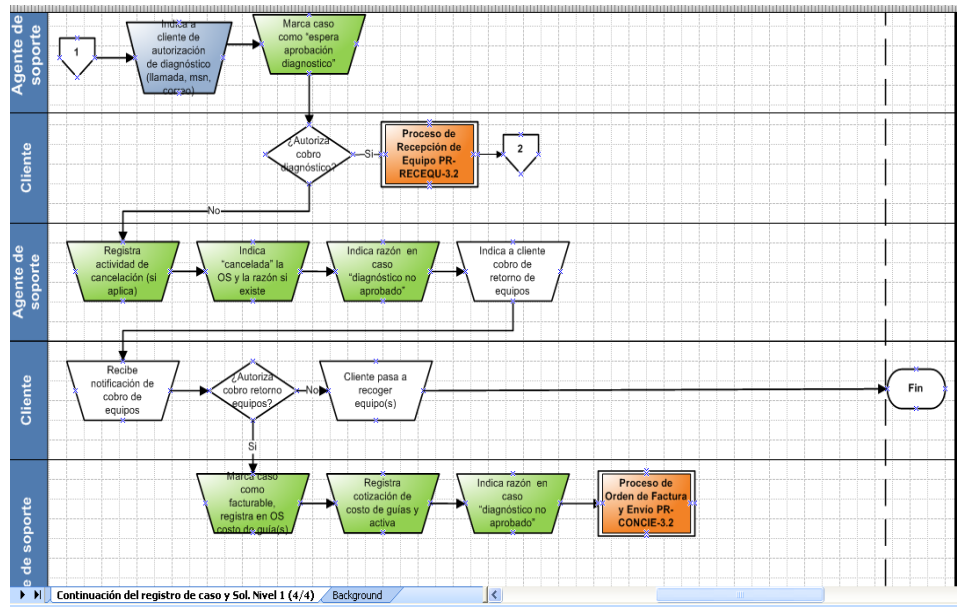 Agente de
soporte
1
Indica a
cliente de
autorización
de diagnóstico
(llamada, msn,
correo)
Marca caso
como "espera
aprobación
diagnostico"
Cliente
¿Autoriza
cobro
diagnóstico?
Si
Proceso de
Recepción de
Equipo PR-
RECEQU-3.2
2
No
Agente de
soporte
Registra
actividad de
cancelación (si
aplica)
Indica
"cancelada" la
OS y la razón si
existe
Indica razón en
caso
"diagnóstico no
aprobado"
Indica a cliente
cobro de
retorno de
equipos
Cliente
Recibe
notificación de
cobro de
equipos
¿Autoriza
cobro retorno
equipos?
No
Cliente pasa a
recoger
equipo(s)
Fin
Si
e de soporte
Marca caso
como
facturable,
registra en OS
costo de guía(s)
Registra
cotización de
costo de guías y
activa
Indica razón en
caso
"diagnóstico no
aprobado"
Proceso de
Orden de Factura
y Envío PR-
CONCIE-3.2
Continuación del registro de caso y Sol. Nivel 1 (4/4)
Background